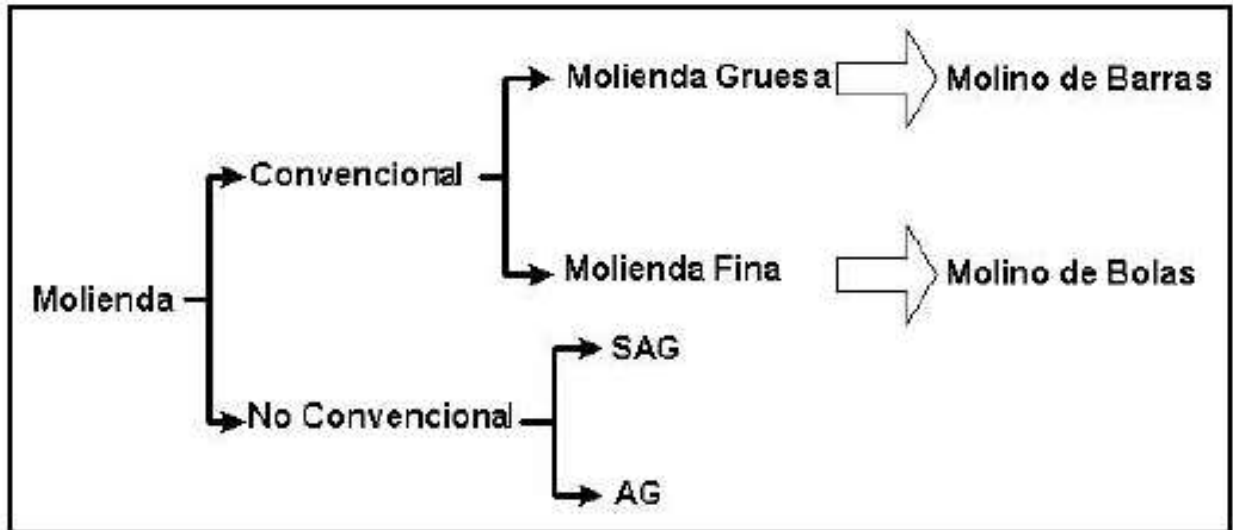 Molienda Gruesa
Molino de Barras
Convencional
Molienda Fina
Molino de Bolas
Molienda
SAG
No Convencional
AG